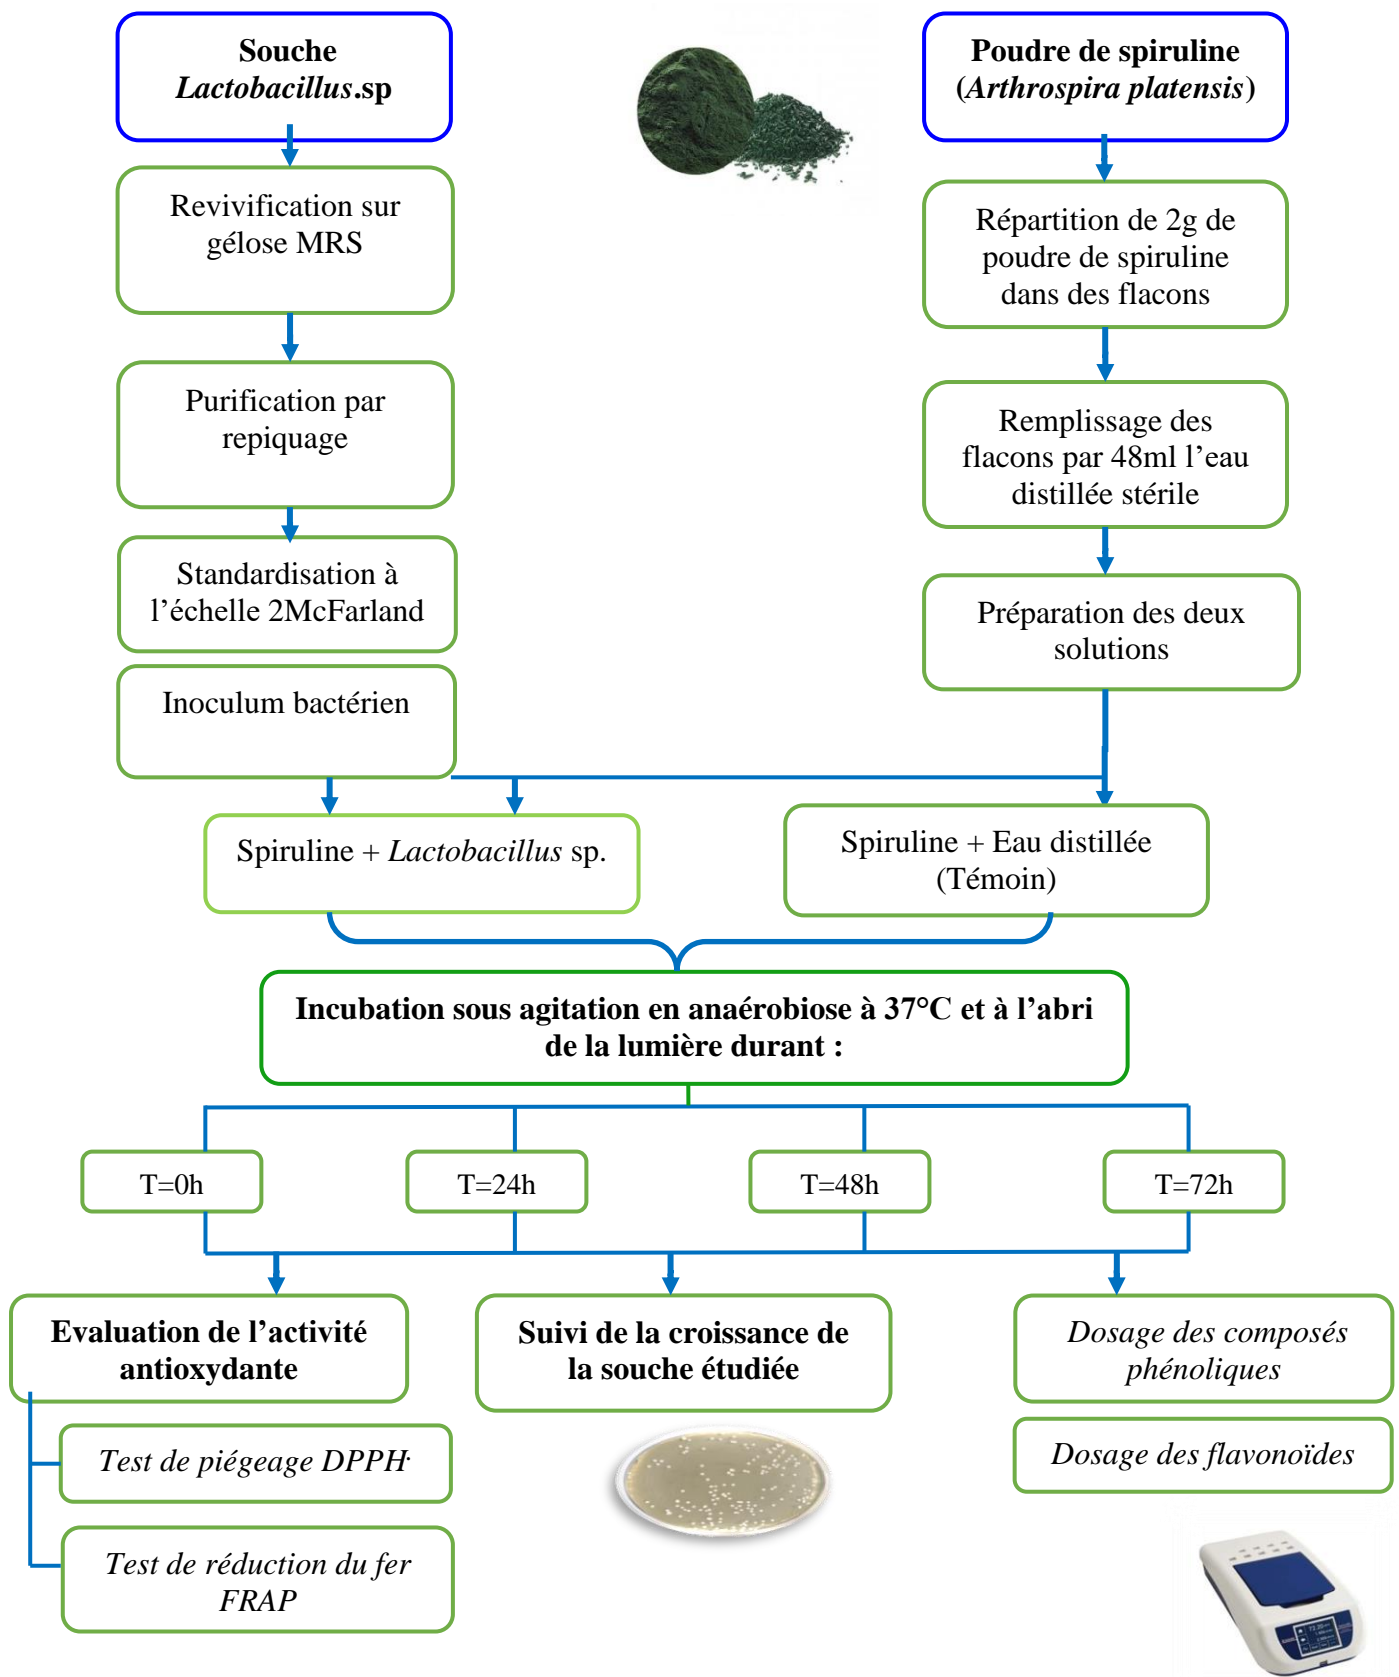 Souche
Lactobacillus.sp
Poudre de spiruline
(Arthrospira platensis)
Revivification sur
gélose MRS
Répartition de 2g de
poudre de spiruline
dans des flacons
Purification par
repiquage
Remplissage des
flacons par 48ml l’eau
distillée stérile
Standardisation à
l’échelle 2McFarland
Préparation des deux
solutions
Inoculum bactérien
Spiruline + Lactobacillus sp.
Spiruline + Eau distillée
(Témoin)
Incubation sous agitation en anaérobiose à 37°C et à l’abri
de la lumière durant :
T=0h
T=24h
T=48h
T=72h
Evaluation de l’activité
antioxydante
Suivi de la croissance de
la souche étudiée
Dosage des composés
phénoliques
Test de piégeage DPPH·
Dosage des flavonoïdes
Test de réduction du fer
FRAP